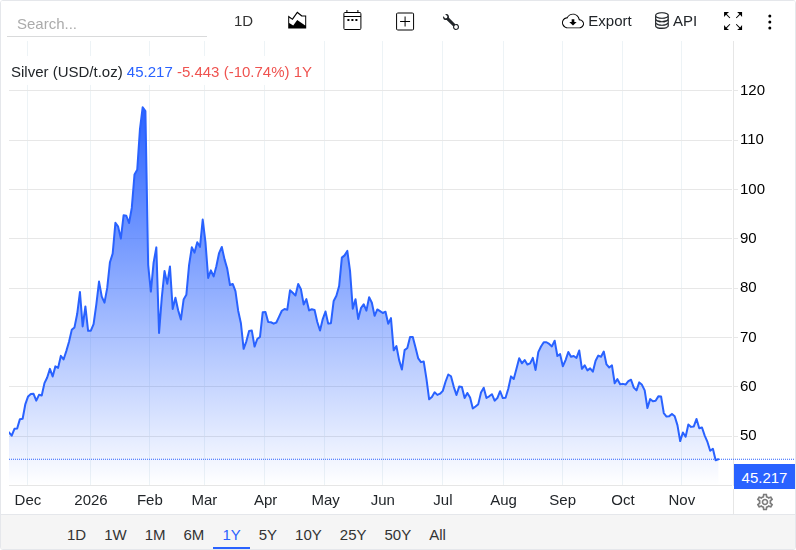 Search... 1D Export API
Silver (USD/t.oz) 45.217 -5.443 (-10.74%) 1Y
120
110
100
90
80
70
60
50
45.217
Dec 2026 Feb Mar Apr May Jun Jul Aug Sep Oct Nov
1D 1W 1M 6M 1Y 5Y 10Y 25Y 50Y All